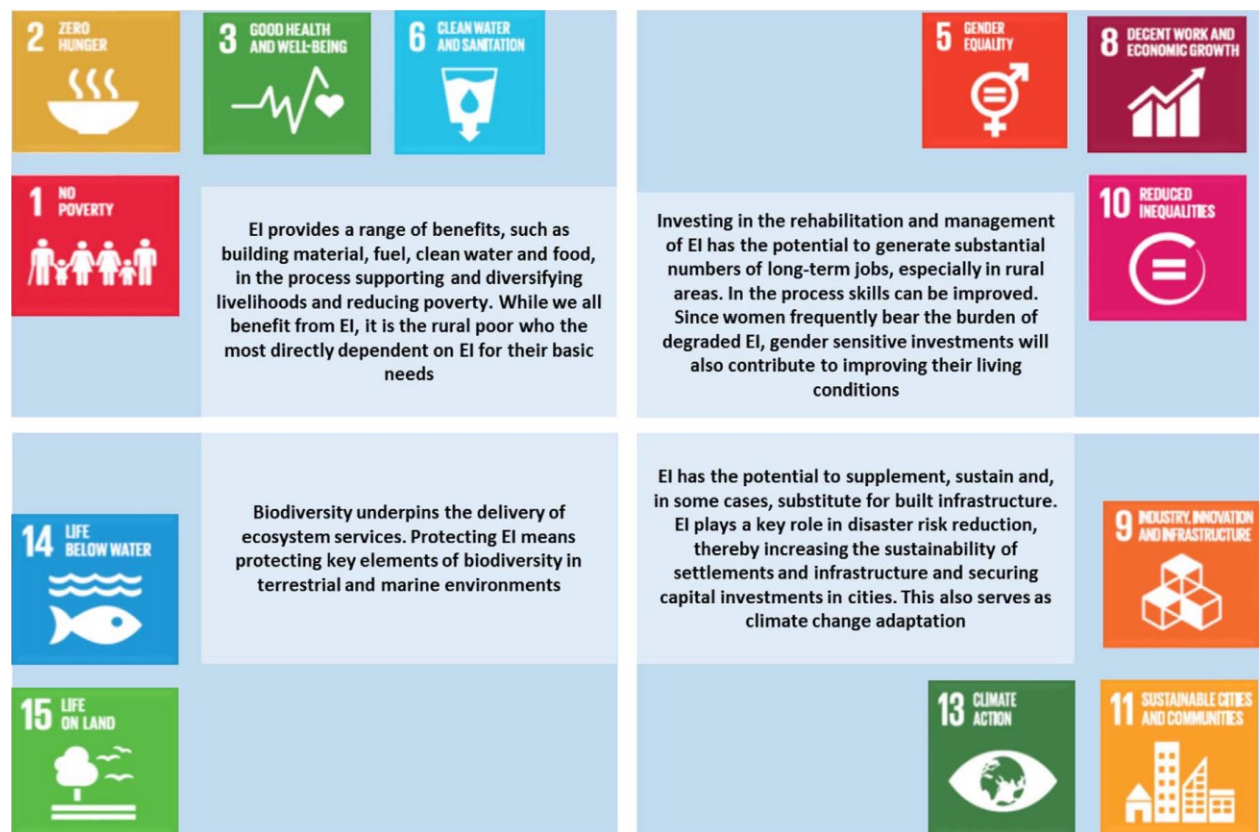 2 ZERO
HUNGER
3 GOOD HEALTH
AND WELL-BEING
6 CLEAN WATER
AND SANITATION
1 NO
POVERTY
EI provides a range of benefits, such as
building material, fuel, clean water and food,
in the process supporting and diversifying
livelihoods and reducing poverty. While we all
benefit from EI, it is the rural poor who the
most directly dependent on EI for their basic
needs
5 GENDER
EQUALITY
8 DECENT WORK AND
ECONOMIC GROWTH
10 REDUCED
INEQUALITIES
Investing in the rehabilitation and management
of EI has the potential to generate substantial
numbers of long-term jobs, especially in rural
areas. In the process skills can be improved.
Since women frequently bear the burden of
degraded EI, gender sensitive investments will
also contribute to improving their living
conditions
14 LIFE
BELOW WATER
15 LIFE
ON LAND
Biodiversity underpins the delivery of
ecosystem services. Protecting EI means
protecting key elements of biodiversity in
terrestrial and marine environments
EI has the potential to supplement, sustain and,
in some cases, substitute for built infrastructure.
EI plays a key role in disaster risk reduction,
thereby increasing the sustainability of
settlements and infrastructure and securing
capital investments in cities. This also serves as
climate change adaptation
9 INDUSTRY, INNOVATION
AND INFRASTRUCTURE
13 CLIMATE
ACTION
11 SUSTAINABLE CITIES
AND COMMUNITIES